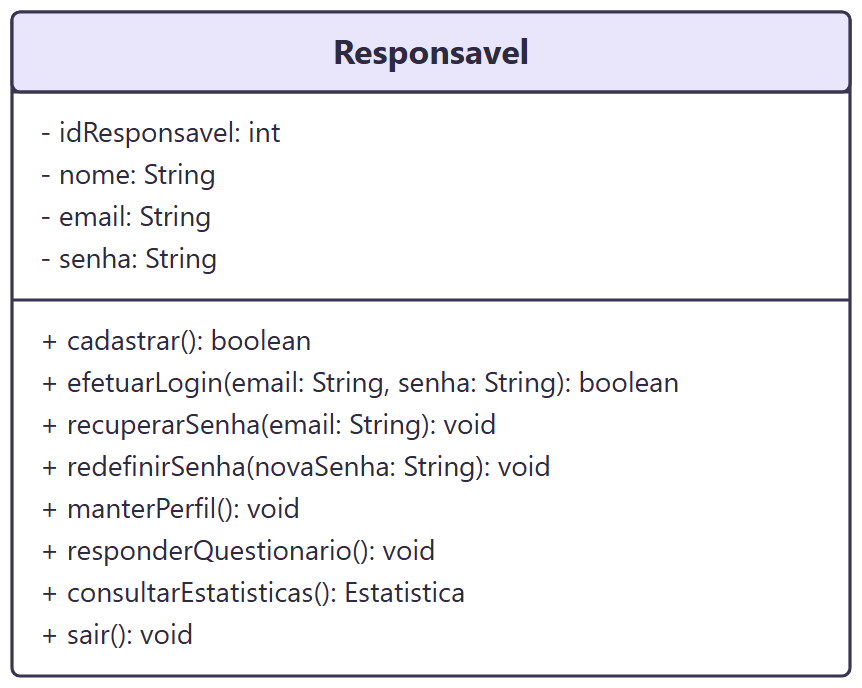 Responsavel
- idResponsavel: int
- nome: String
- email: String
- senha: String
+ cadastrar(): boolean
+ efetuarLogin(email: String, senha: String): boolean
+ recuperarSenha(email: String): void
+ redefinirSenha(novaSenha: String): void
+ manterPerfil(): void
+ responderQuestionario(): void
+ consultarEstatisticas(): Estatistica
+ sair(): void